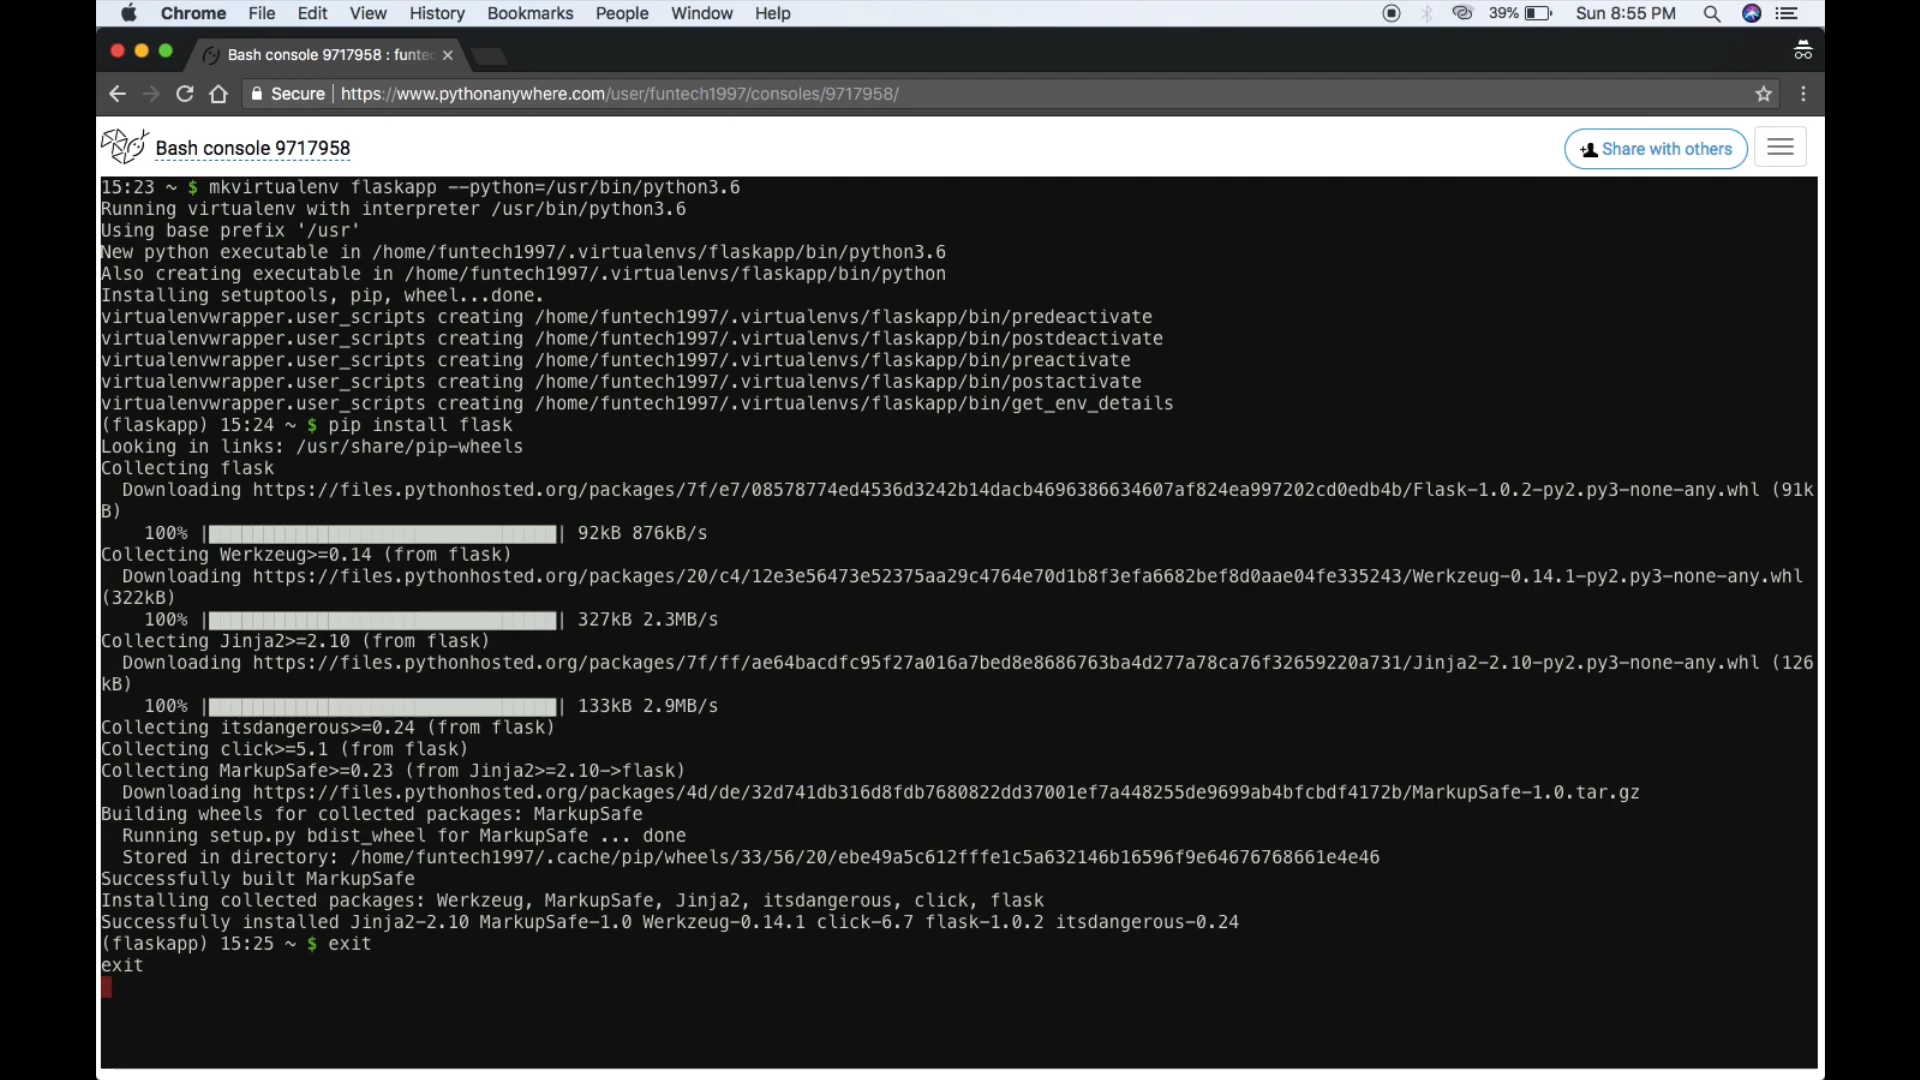 Chrome File Edit View History Bookmarks People Window Help 39% Sun 8:55 PM
Bash console 9717958 : funtec
Secure https://www.pythonanywhere.com/user/funtech1997/consoles/9717958/
Bash console 9717958
Share with others
15:23 ~ $ mkvirtualenv flaskapp --python=/usr/bin/python3.6
Running virtualenv with interpreter /usr/bin/python3.6
Using base prefix '/usr'
New python executable in /home/funtech1997/.virtualenvs/flaskapp/bin/python3.6
Also creating executable in /home/funtech1997/.virtualenvs/flaskapp/bin/python
Installing setuptools, pip, wheel...done.
virtualenvwrapper.user_scripts creating /home/funtech1997/.virtualenvs/flaskapp/bin/predeactivate
virtualenvwrapper.user_scripts creating /home/funtech1997/.virtualenvs/flaskapp/bin/postdeactivate
virtualenvwrapper.user_scripts creating /home/funtech1997/.virtualenvs/flaskapp/bin/preactivate
virtualenvwrapper.user_scripts creating /home/funtech1997/.virtualenvs/flaskapp/bin/postactivate
virtualenvwrapper.user_scripts creating /home/funtech1997/.virtualenvs/flaskapp/bin/get_env_details
(flaskapp) 15:24 ~ $ pip install flask
Looking in links: /usr/share/pip-wheels
Collecting flask
Downloading https://files.pythonhosted.org/packages/7f/e7/08578774ed4536d3242b14dacb4696386634607af824ea997202cd0edb4b/Flask-1.0.2-py2.py3-none-any.whl (91k
B)
100% || 92kB 876kB/s
Collecting Werkzeug>=0.14 (from flask)
Downloading https://files.pythonhosted.org/packages/20/c4/12e3e56473e52375aa29c4764e70d1b8f3efa6682bef8d0aae04fe335243/Werkzeug-0.14.1-py2.py3-none-any.whl
(322kB)
100% || 327kB 2.3MB/s
Collecting Jinja2>=2.10 (from flask)
Downloading https://files.pythonhosted.org/packages/7f/ff/ae64bacdfc95f27a016a7bed8e8686763ba4d277a78ca76f32659220a731/Jinja2-2.10-py2.py3-none-any.whl (126
kB)
100% || 133kB 2.9MB/s
Collecting itsdangerous>=0.24 (from flask)
Collecting click>=5.1 (from flask)
Collecting MarkupSafe>=0.23 (from Jinja2>=2.10->flask)
Downloading https://files.pythonhosted.org/packages/4d/de/32d741db316d8fdb7680822dd37001ef7a448255de9699ab4bfcbdf4172b/MarkupSafe-1.0.tar.gz
Building wheels for collected packages: MarkupSafe
Running setup.py bdist_wheel for MarkupSafe ... done
Stored in directory: /home/funtech1997/.cache/pip/wheels/33/56/20/ebe49a5c612fffe1c5a632146b16596f9e64676768661e4e46
Successfully built MarkupSafe
Installing collected packages: Werkzeug, MarkupSafe, Jinja2, itsdangerous, click, flask
Successfully installed Jinja2-2.10 MarkupSafe-1.0 Werkzeug-0.14.1 click-6.7 flask-1.0.2 itsdangerous-0.24
(flaskapp) 15:25 ~ $ exit
exit